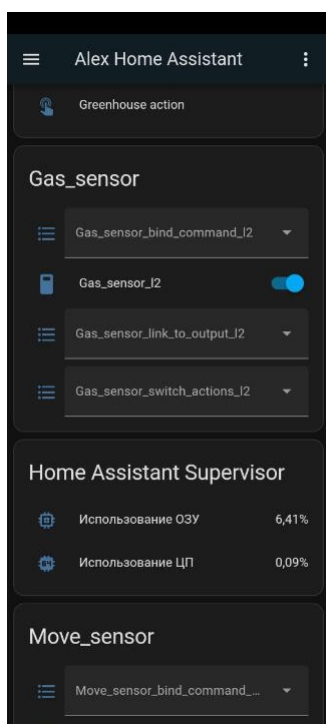 Alex Home Assistant
Greenhouse action
Gas_sensor
Gas_sensor_bind_command_l2
Gas_sensor_l2
Gas_sensor_link_to_output_l2
Gas_sensor_switch_actions_l2
Home Assistant Supervisor
Использование ОЗУ 6,41%
Использование ЦП 0,09%
Move_sensor
Move_sensor_bind_command_...